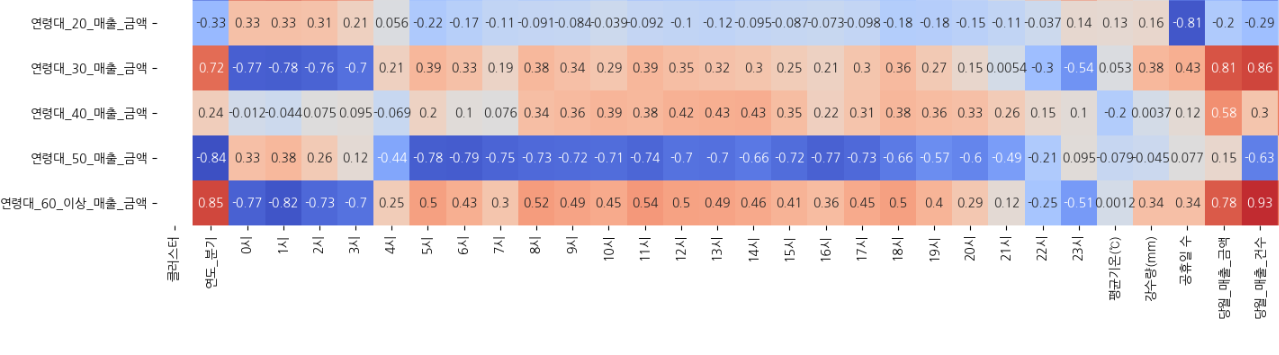 연령대_20_매출_금액 -0.33 0.33 0.33 0.31 0.21 0.056 -0.22 -0.17 -0.11 -0.091 -0.084 -0.039 -0.092 -0.1 -0.12 -0.095 -0.087 -0.073 -0.098 -0.18 -0.18 -0.15 -0.11 -0.037 0.14 0.13 0.16 -0.81 -0.2 -0.29
연령대_30_매출_금액 0.72 -0.77 -0.78 -0.76 -0.7 0.21 0.39 0.33 0.19 0.38 0.34 0.29 0.39 0.35 0.32 0.3 0.25 0.21 0.3 0.36 0.27 0.15 0.0054 -0.3 -0.54 0.053 0.38 0.43 0.81 0.86
연령대_40_매출_금액 0.24 -0.012 -0.044 0.075 0.095 -0.069 0.2 0.1 0.076 0.34 0.36 0.39 0.38 0.42 0.43 0.43 0.35 0.22 0.31 0.38 0.36 0.33 0.26 0.15 0.1 -0.2 0.0037 0.12 0.58 0.3
연령대_50_매출_금액 -0.84 0.33 0.38 0.26 0.12 -0.44 -0.78 -0.79 -0.75 -0.73 -0.72 -0.71 -0.74 -0.7 -0.7 -0.66 -0.72 -0.77 -0.73 -0.66 -0.57 -0.6 -0.49 -0.21 0.095 -0.079 -0.045 0.077 0.15 -0.63
연령대_60_이상_매출_금액 0.85 -0.77 -0.82 -0.73 -0.7 0.25 0.5 0.43 0.3 0.52 0.49 0.45 0.54 0.5 0.49 0.46 0.41 0.36 0.45 0.5 0.4 0.29 0.12 -0.25 -0.51 0.0012 0.34 0.34 0.78 0.93
클러스터
연도_분기
0시
1시
2시
3시
4시
5시
6시
7시
8시
9시
10시
11시
12시
13시
14시
15시
16시
17시
18시
19시
20시
21시
22시
23시
평균기온(℃)
강수량(mm)
공휴일 수
당월_매출_금액
당월_매출_건수